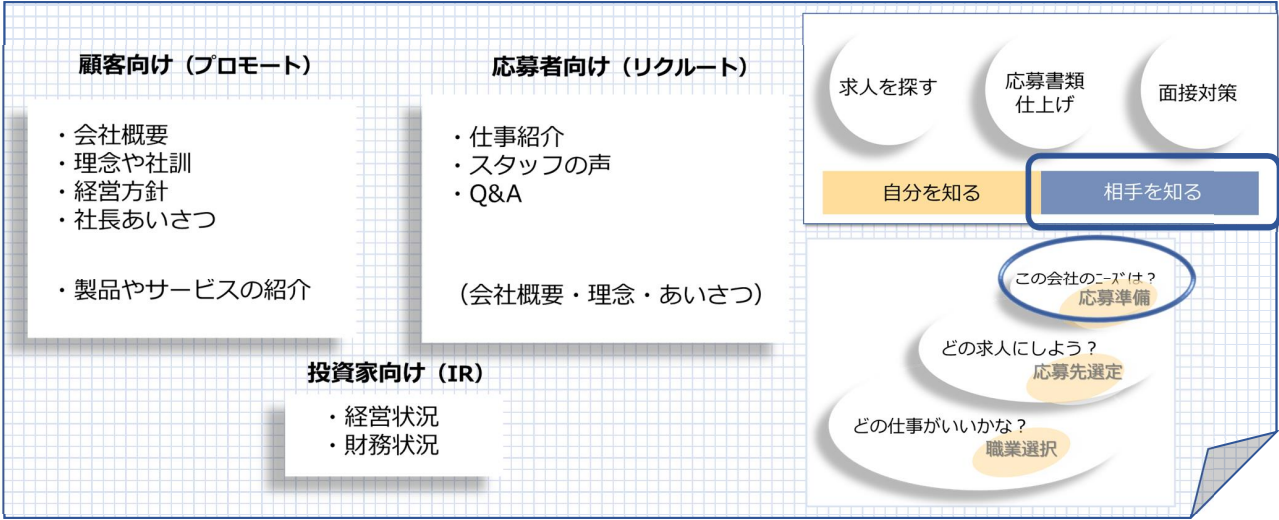 顧客向け（プロモート）
・会社概要
・理念や社訓
・経営方針
・社長あいさつ
・製品やサービスの紹介
応募者向け（リクルート）
・仕事紹介
・スタッフの声
・Q&A
（会社概要・理念・あいさつ）
投資家向け（IR）
・経営状況
・財務状況
求人を探す
応募書類
仕上げ
面接対策
自分を知る
相手を知る
この会社のﾆｰｽﾞは？
応募準備
どの求人にしよう？
応募先選定
どの仕事がいいかな？
職業選択